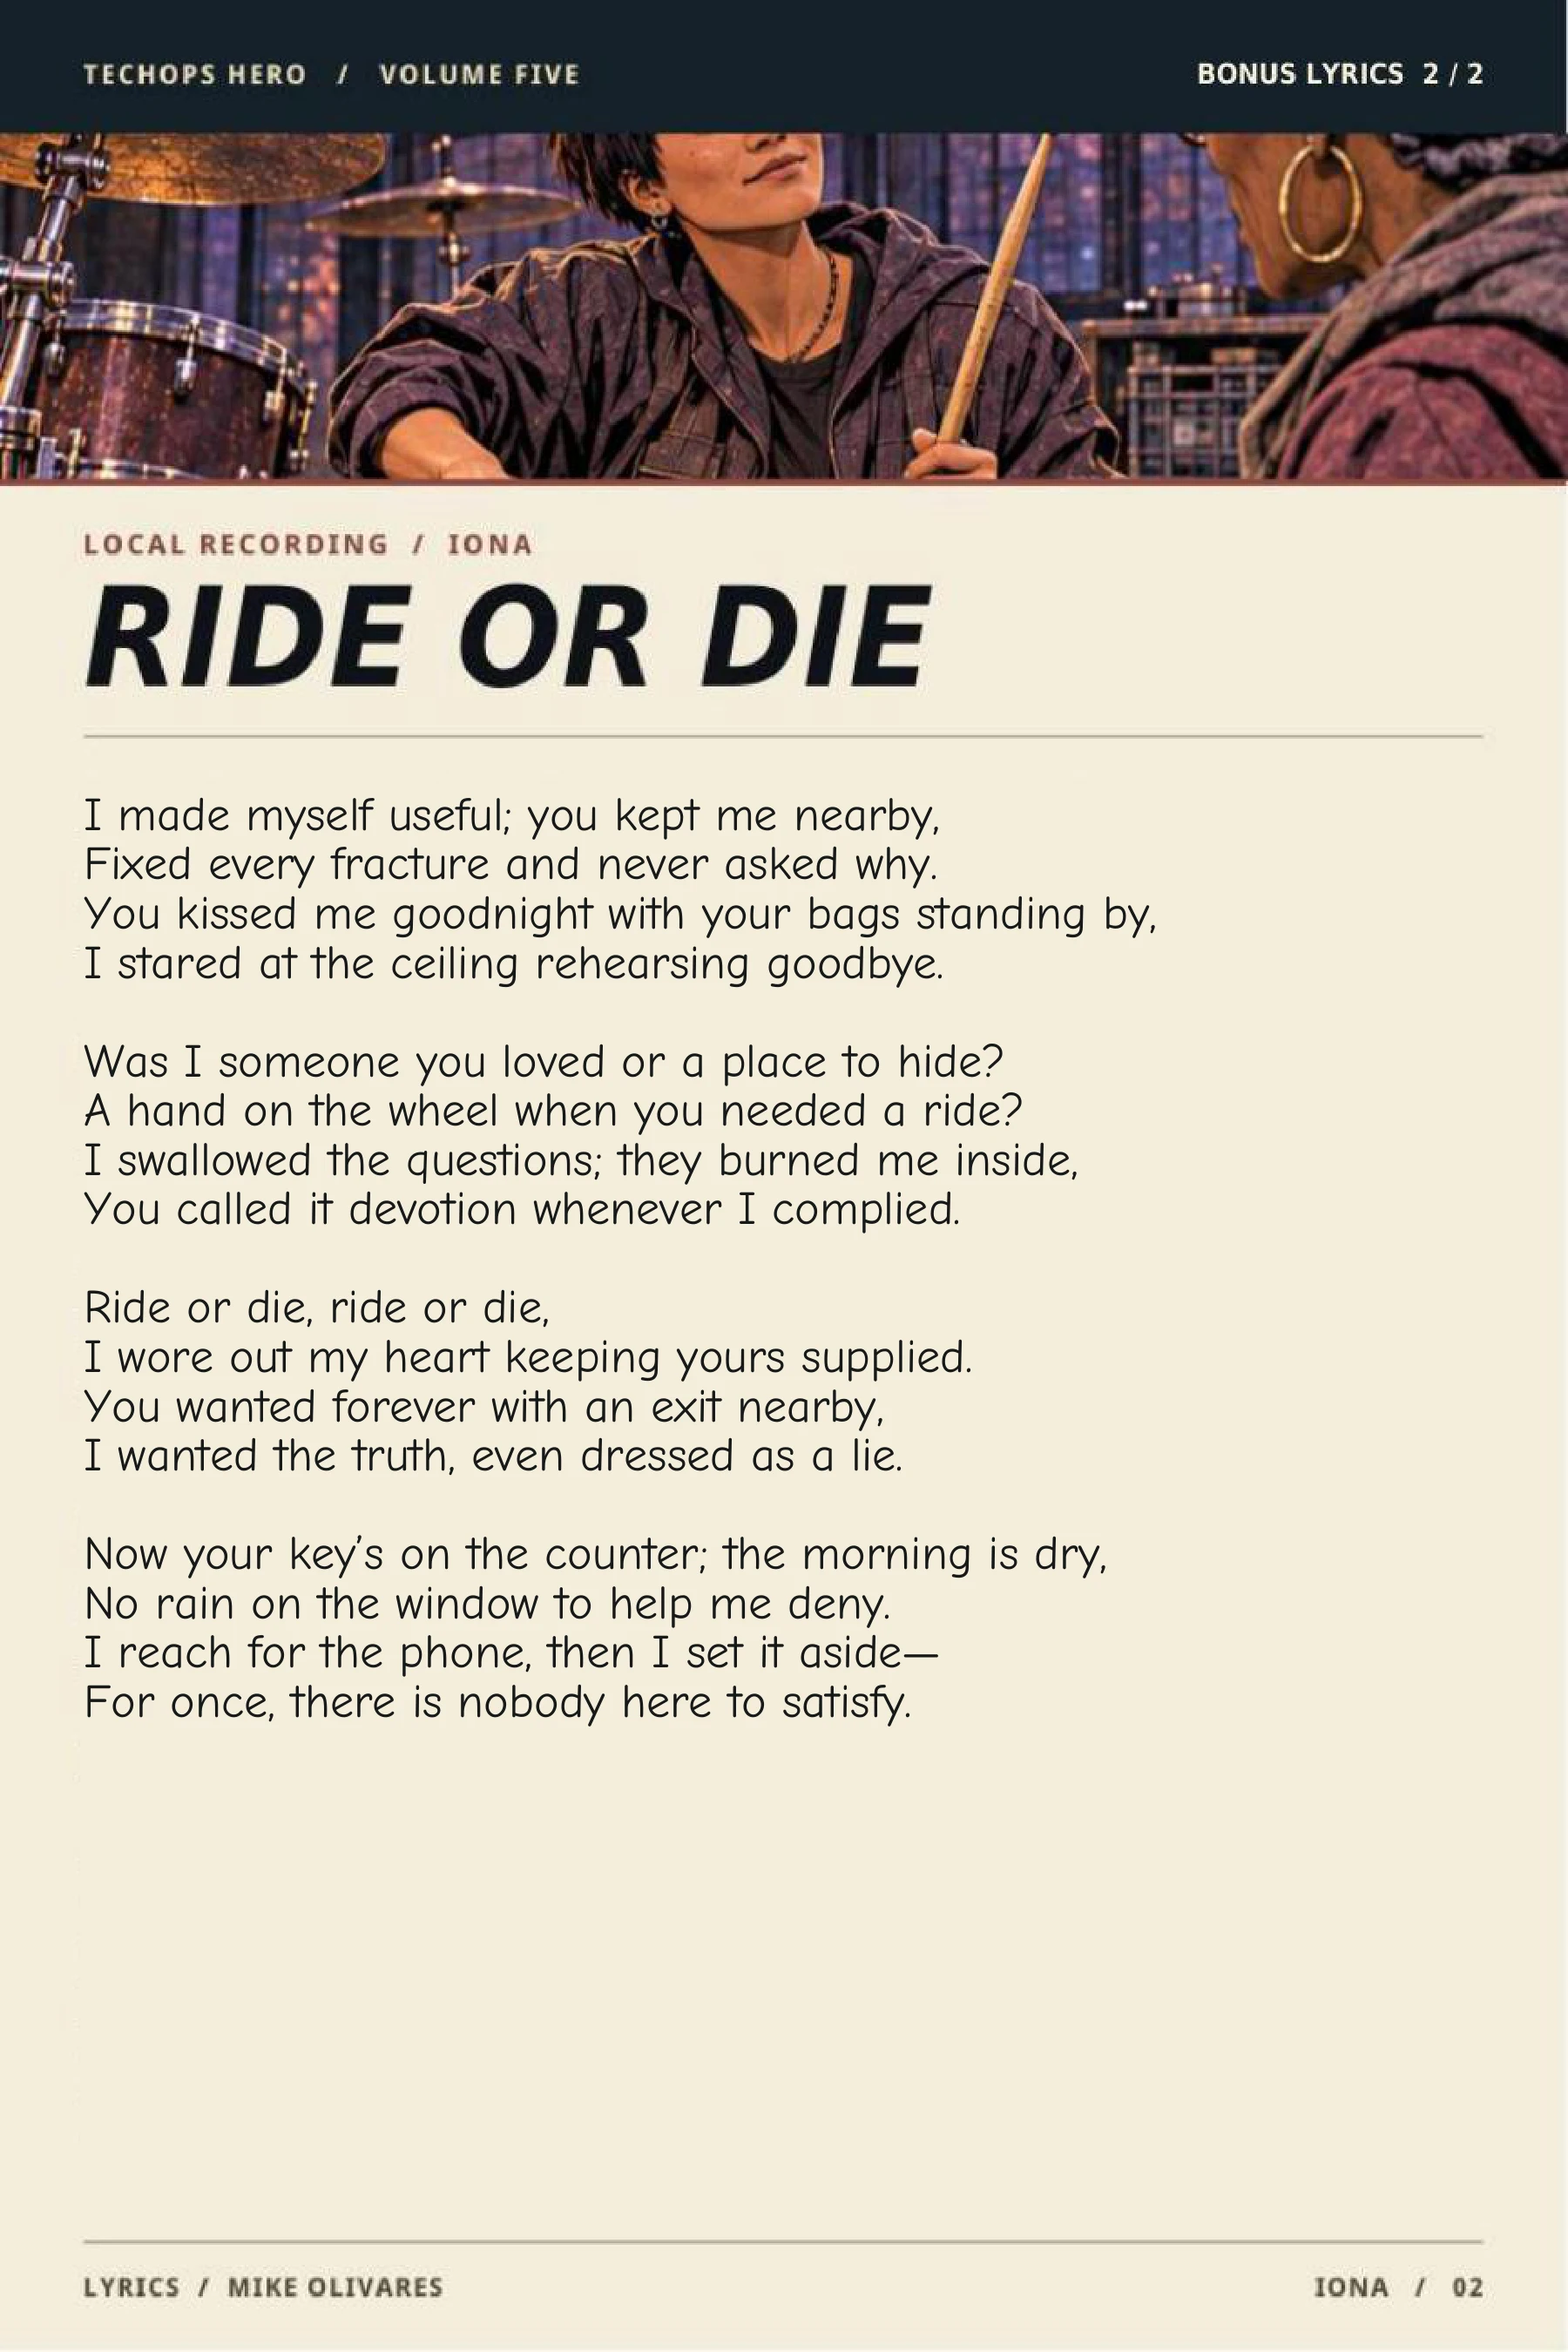 TECHOPS HERO / VOLUME FIVE
BONUS LYRICS 2 / 2
LOCAL RECORDING / IONA
RIDE OR DIE
I made myself useful; you kept me nearby,
Fixed every fracture and never asked why.
You kissed me goodnight with your bags standing by,
I stared at the ceiling rehearsing goodbye.
Was I someone you loved or a place to hide?
A hand on the wheel when you needed a ride?
I swallowed the questions; they burned me inside,
You called it devotion whenever I complied.
Ride or die, ride or die,
I wore out my heart keeping yours supplied.
You wanted forever with an exit nearby,
I wanted the truth, even dressed as a lie.
Now your key’s on the counter; the morning is dry,
No rain on the window to help me deny.
I reach for the phone, then I set it aside—
For once, there is nobody here to satisfy.
LYRICS / MIKE OLIVARES
IONA / 02